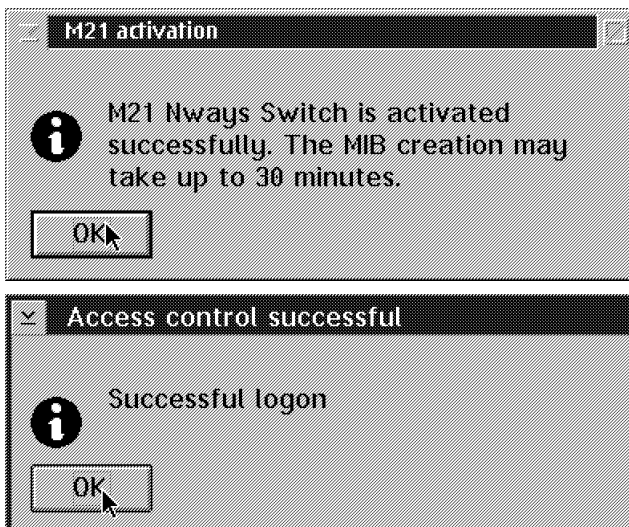 M21 activation
M21 Nways Switch is activated
successfully. The MIB creation may
take up to 30 minutes.
OK
Access control successful
Successful logon
OK